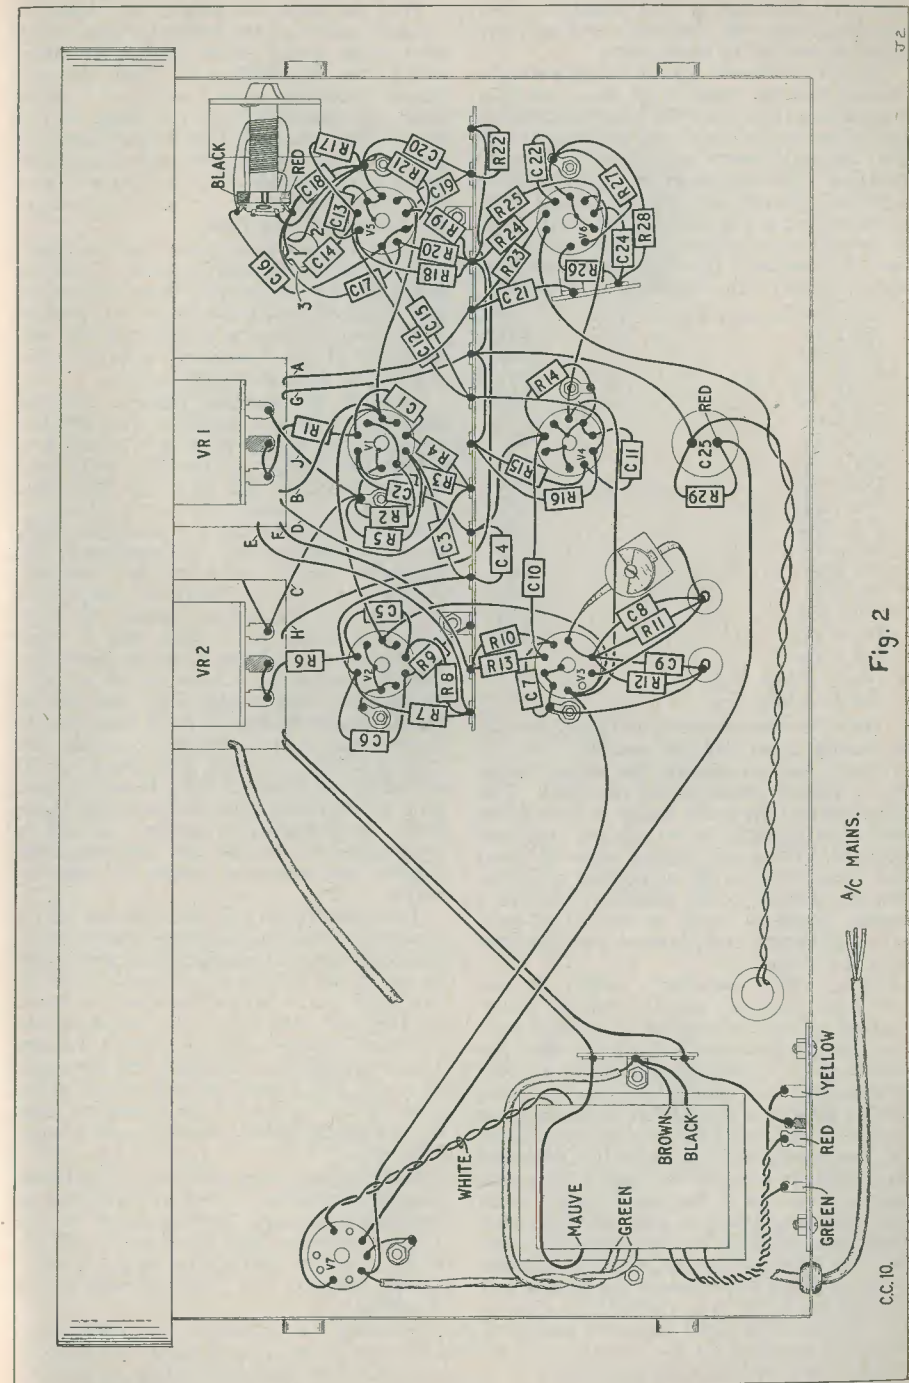 J2
BLACK
RED
R17
C20
R21
C18
C19
R22
C13
1
2
3
C14
V5
R19
R20
R18
C16
C17
C15
C12
R25
R24
R23
C21
C22
R27
V6
R26
C24
R28
VR1
A
G
J
B
D
F
E
R1
C1
V1
R4
R3
C2
R2
R5
C3
C4
R14
V4
R15
R16
C11
RED
C25
R29
VR2
C
H
R6
C5
V2
R9
R8
R7
C6
C10
R10
R13
C7
V3
C8
R11
C9
R12
V7
WHITE
MAUVE
GREEN
BROWN
BLACK
YELLOW
RED
GREEN
A/C MAINS.
Fig. 2
C.C.10.